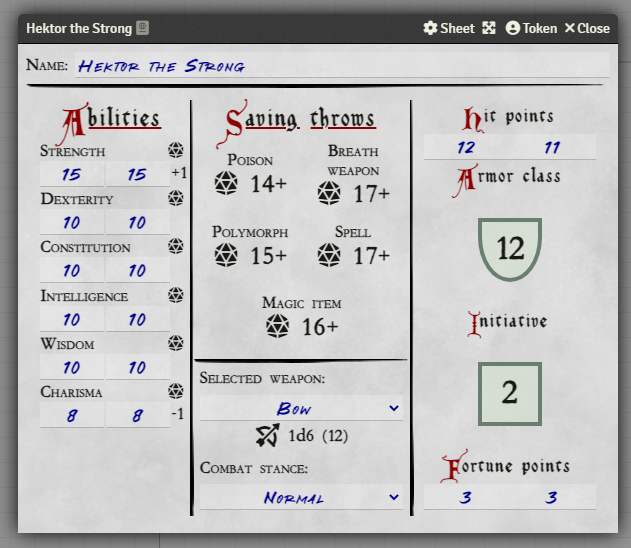 Hektor the Strong
Sheet Token Close
Name: Hektor the Strong
Abilities
Strength
15 15 +1
Dexterity
10 10
Constitution
10 10
Intelligence
10 10
Wisdom
10 10
Charisma
8 8 -1
Saving throws
Poison
14+
Breath
weapon
17+
Polymorph
15+
Spell
17+
Magic item
16+
Selected weapon:
Bow
1d6 (12)
Combat stance:
Normal
Hit points
12 11
Armor class
12
Initiative
2
Fortune points
3 3